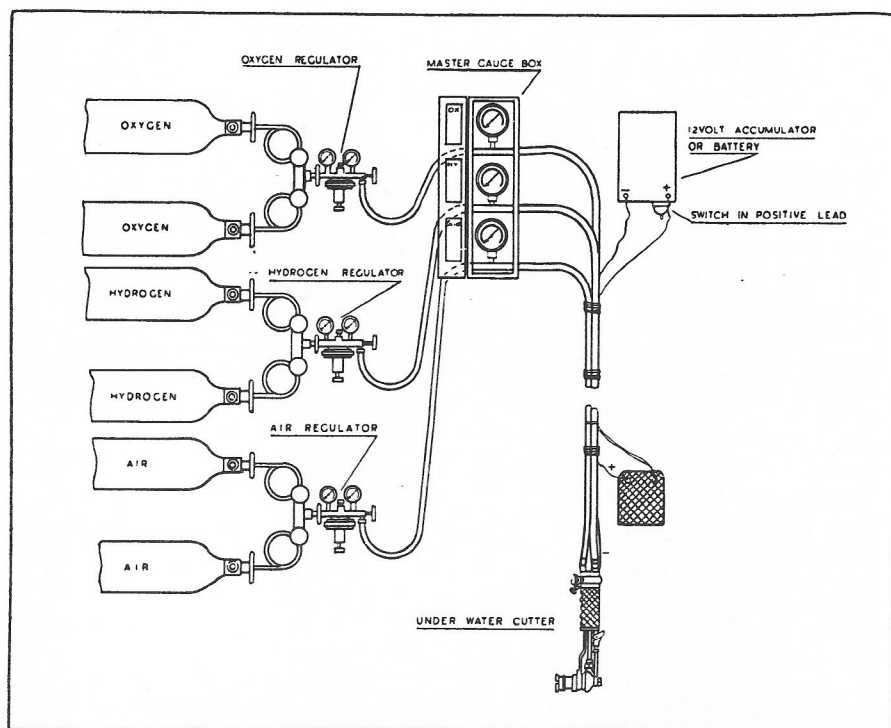 OXYGEN REGULATOR
MASTER GAUGE BOX
OXYGEN
OX
12VOLT ACCUMULATOR
OR BATTERY
- +
SWITCH IN POSITIVE LEAD
OXYGEN
HYDROGEN REGULATOR
HYDROGEN
HYDROGEN
AIR REGULATOR
AIR
+
-
AIR
UNDER WATER CUTTER